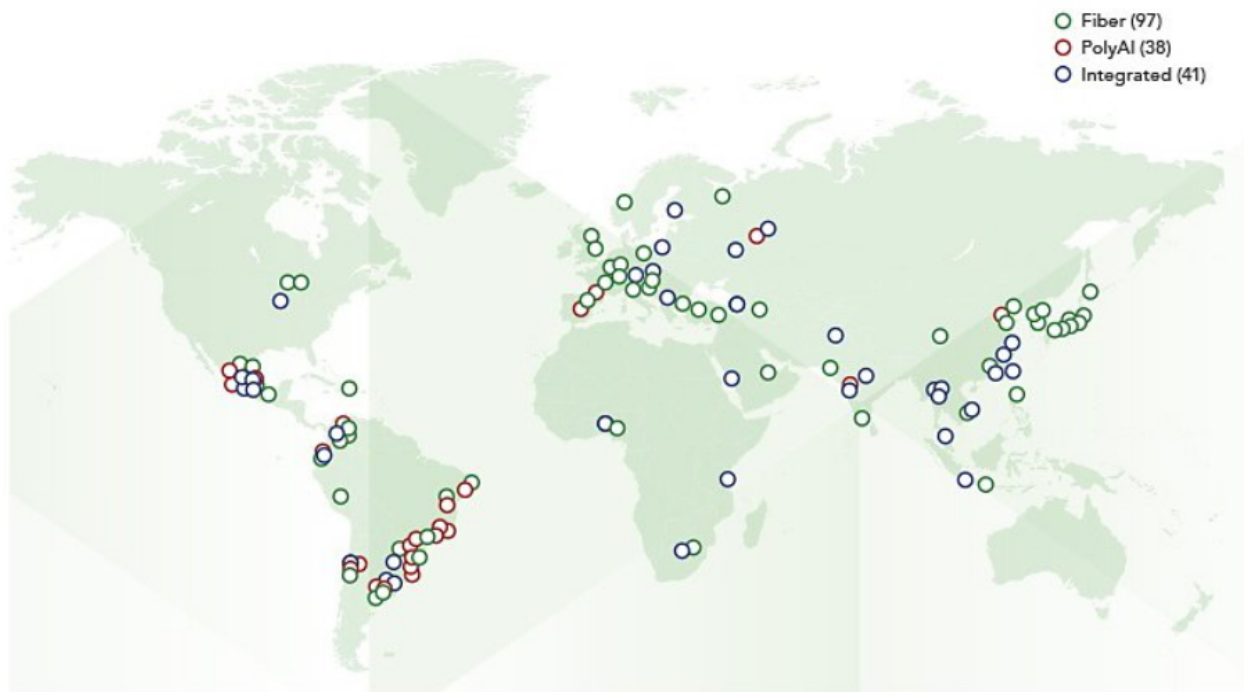 Fiber (97)
PolyAl (38)
Integrated (41)